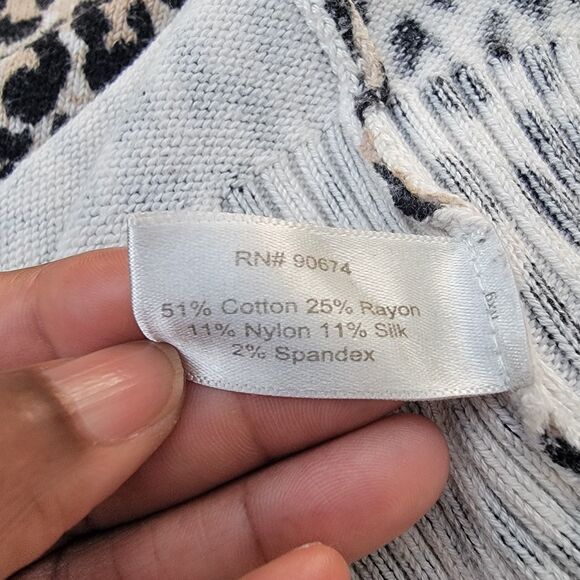 RN# 90674
51% Cotton 25% Rayon
11% Nylon 11% Silk
2% Spandex